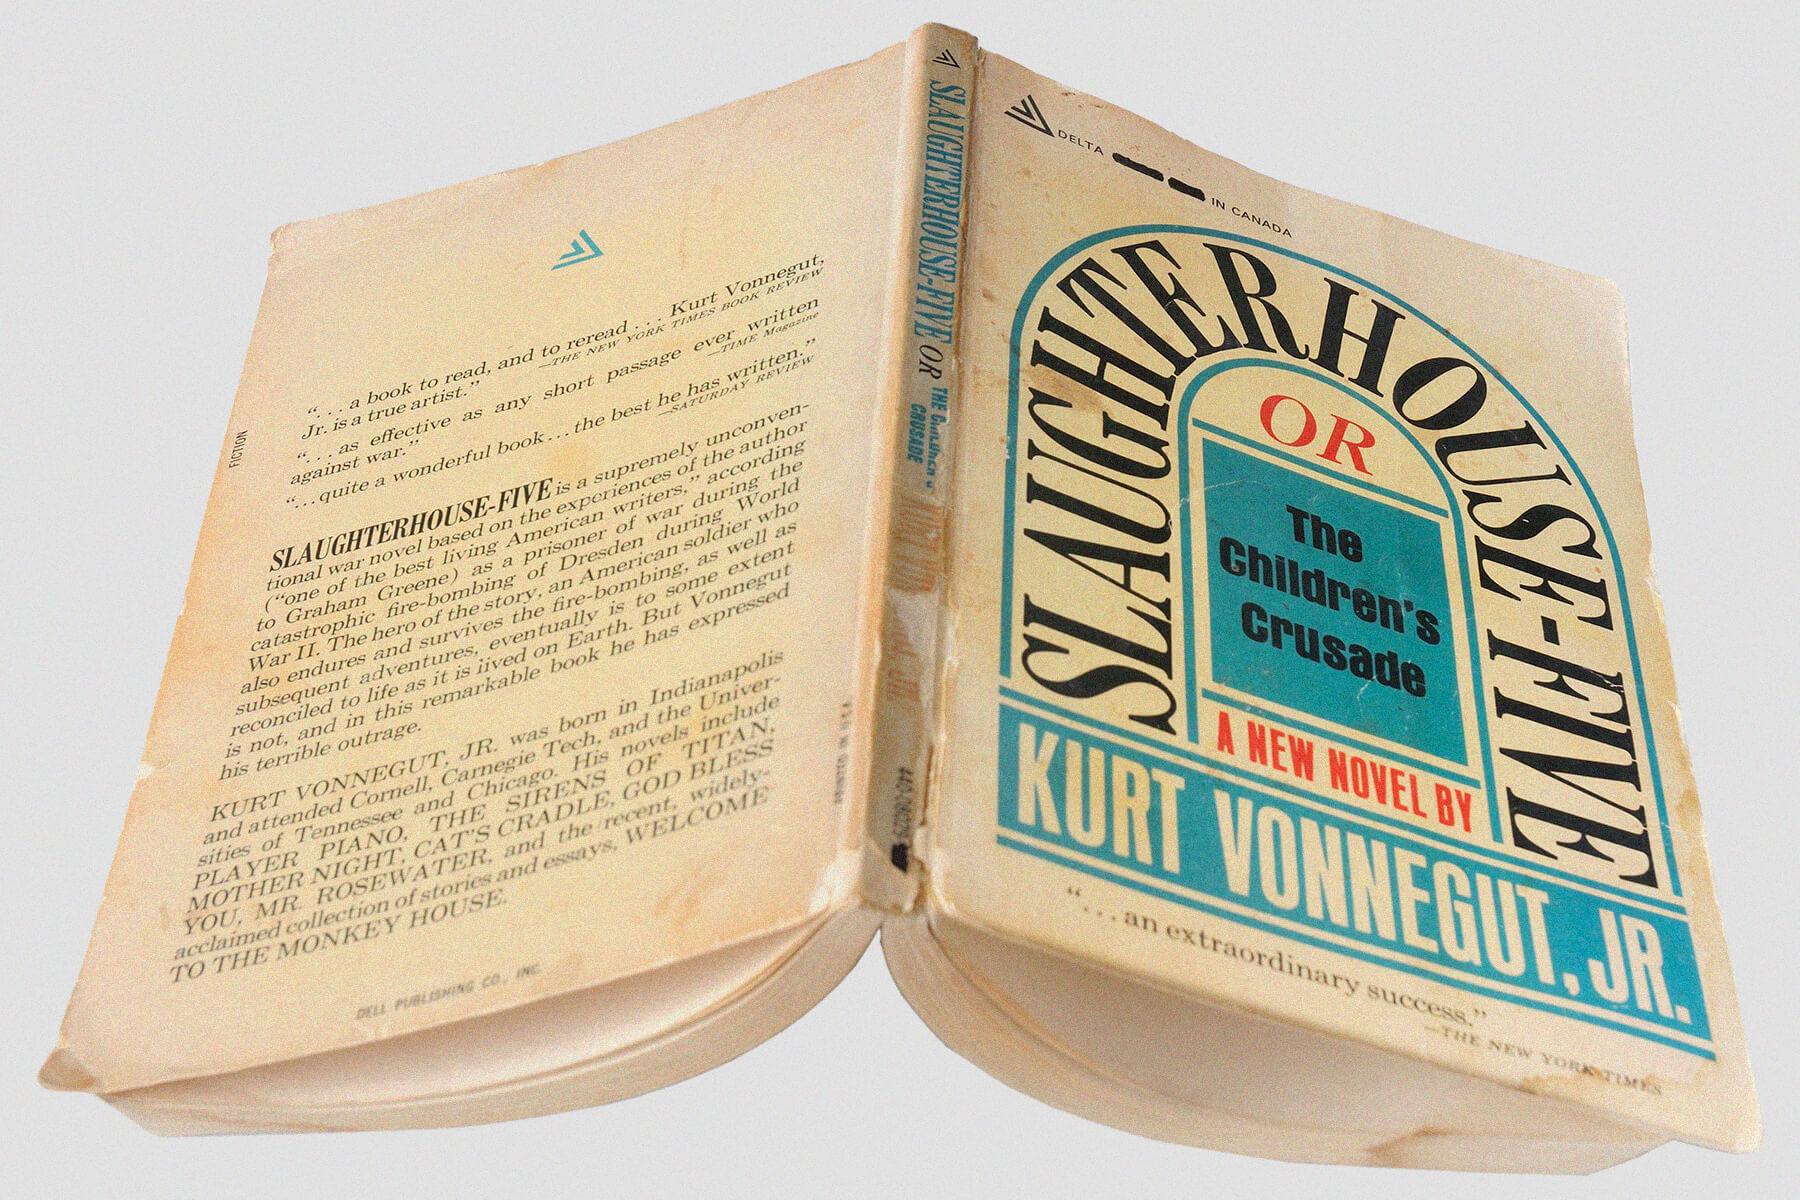 ". . . a book to read, and to reread . . . Kurt Vonnegut,
Jr. is a true artist."
—THE NEW YORK TIMES BOOK REVIEW
". . . as effective as any short passage ever written
against war."
—TIME Magazine
"...quite a wonderful book...the best he has written."
—SATURDAY REVIEW
FICTION
SLAUGHTERHOUSE-FIVE is a supremely unconven-
tional war novel based on the experiences of the author
("one of the best living American writers," according
to Graham Greene) as a prisoner of war during the
catastrophic fire-bombing of Dresden during World
War II. The hero of the story, an American soldier who
also endures and survives the fire-bombing, as well as
subsequent adventures, eventually is to some extent
reconciled to life as it is lived on Earth. But Vonnegut
is not, and in this remarkable book he has expressed
his terrible outrage.
KURT VONNEGUT, JR. was born in Indianapolis
and attended Cornell, Carnegie Tech, and the Univer-
sities of Tennessee and Chicago. His novels include
PLAYER PIANO, THE SIRENS OF TITAN,
MOTHER NIGHT, CAT'S CRADLE, GOD BLESS
YOU, MR. ROSEWATER, and the recent, widely-
acclaimed collection of stories and essays, WELCOME
TO THE MONKEY HOUSE.
DELL PUBLISHING CO., INC.
PRINTED IN U.S.A.
SLAUGHTERHOUSE-FIVE OR THE Children's
CRUSADE
DELTA
IN CANADA
SLAUGHTERHOUSE-FIVE
OR
The
Children's
Crusade
A NEW NOVEL BY
KURT VONNEGUT, JR.
"...an extraordinary success."
—THE NEW YORK TIMES